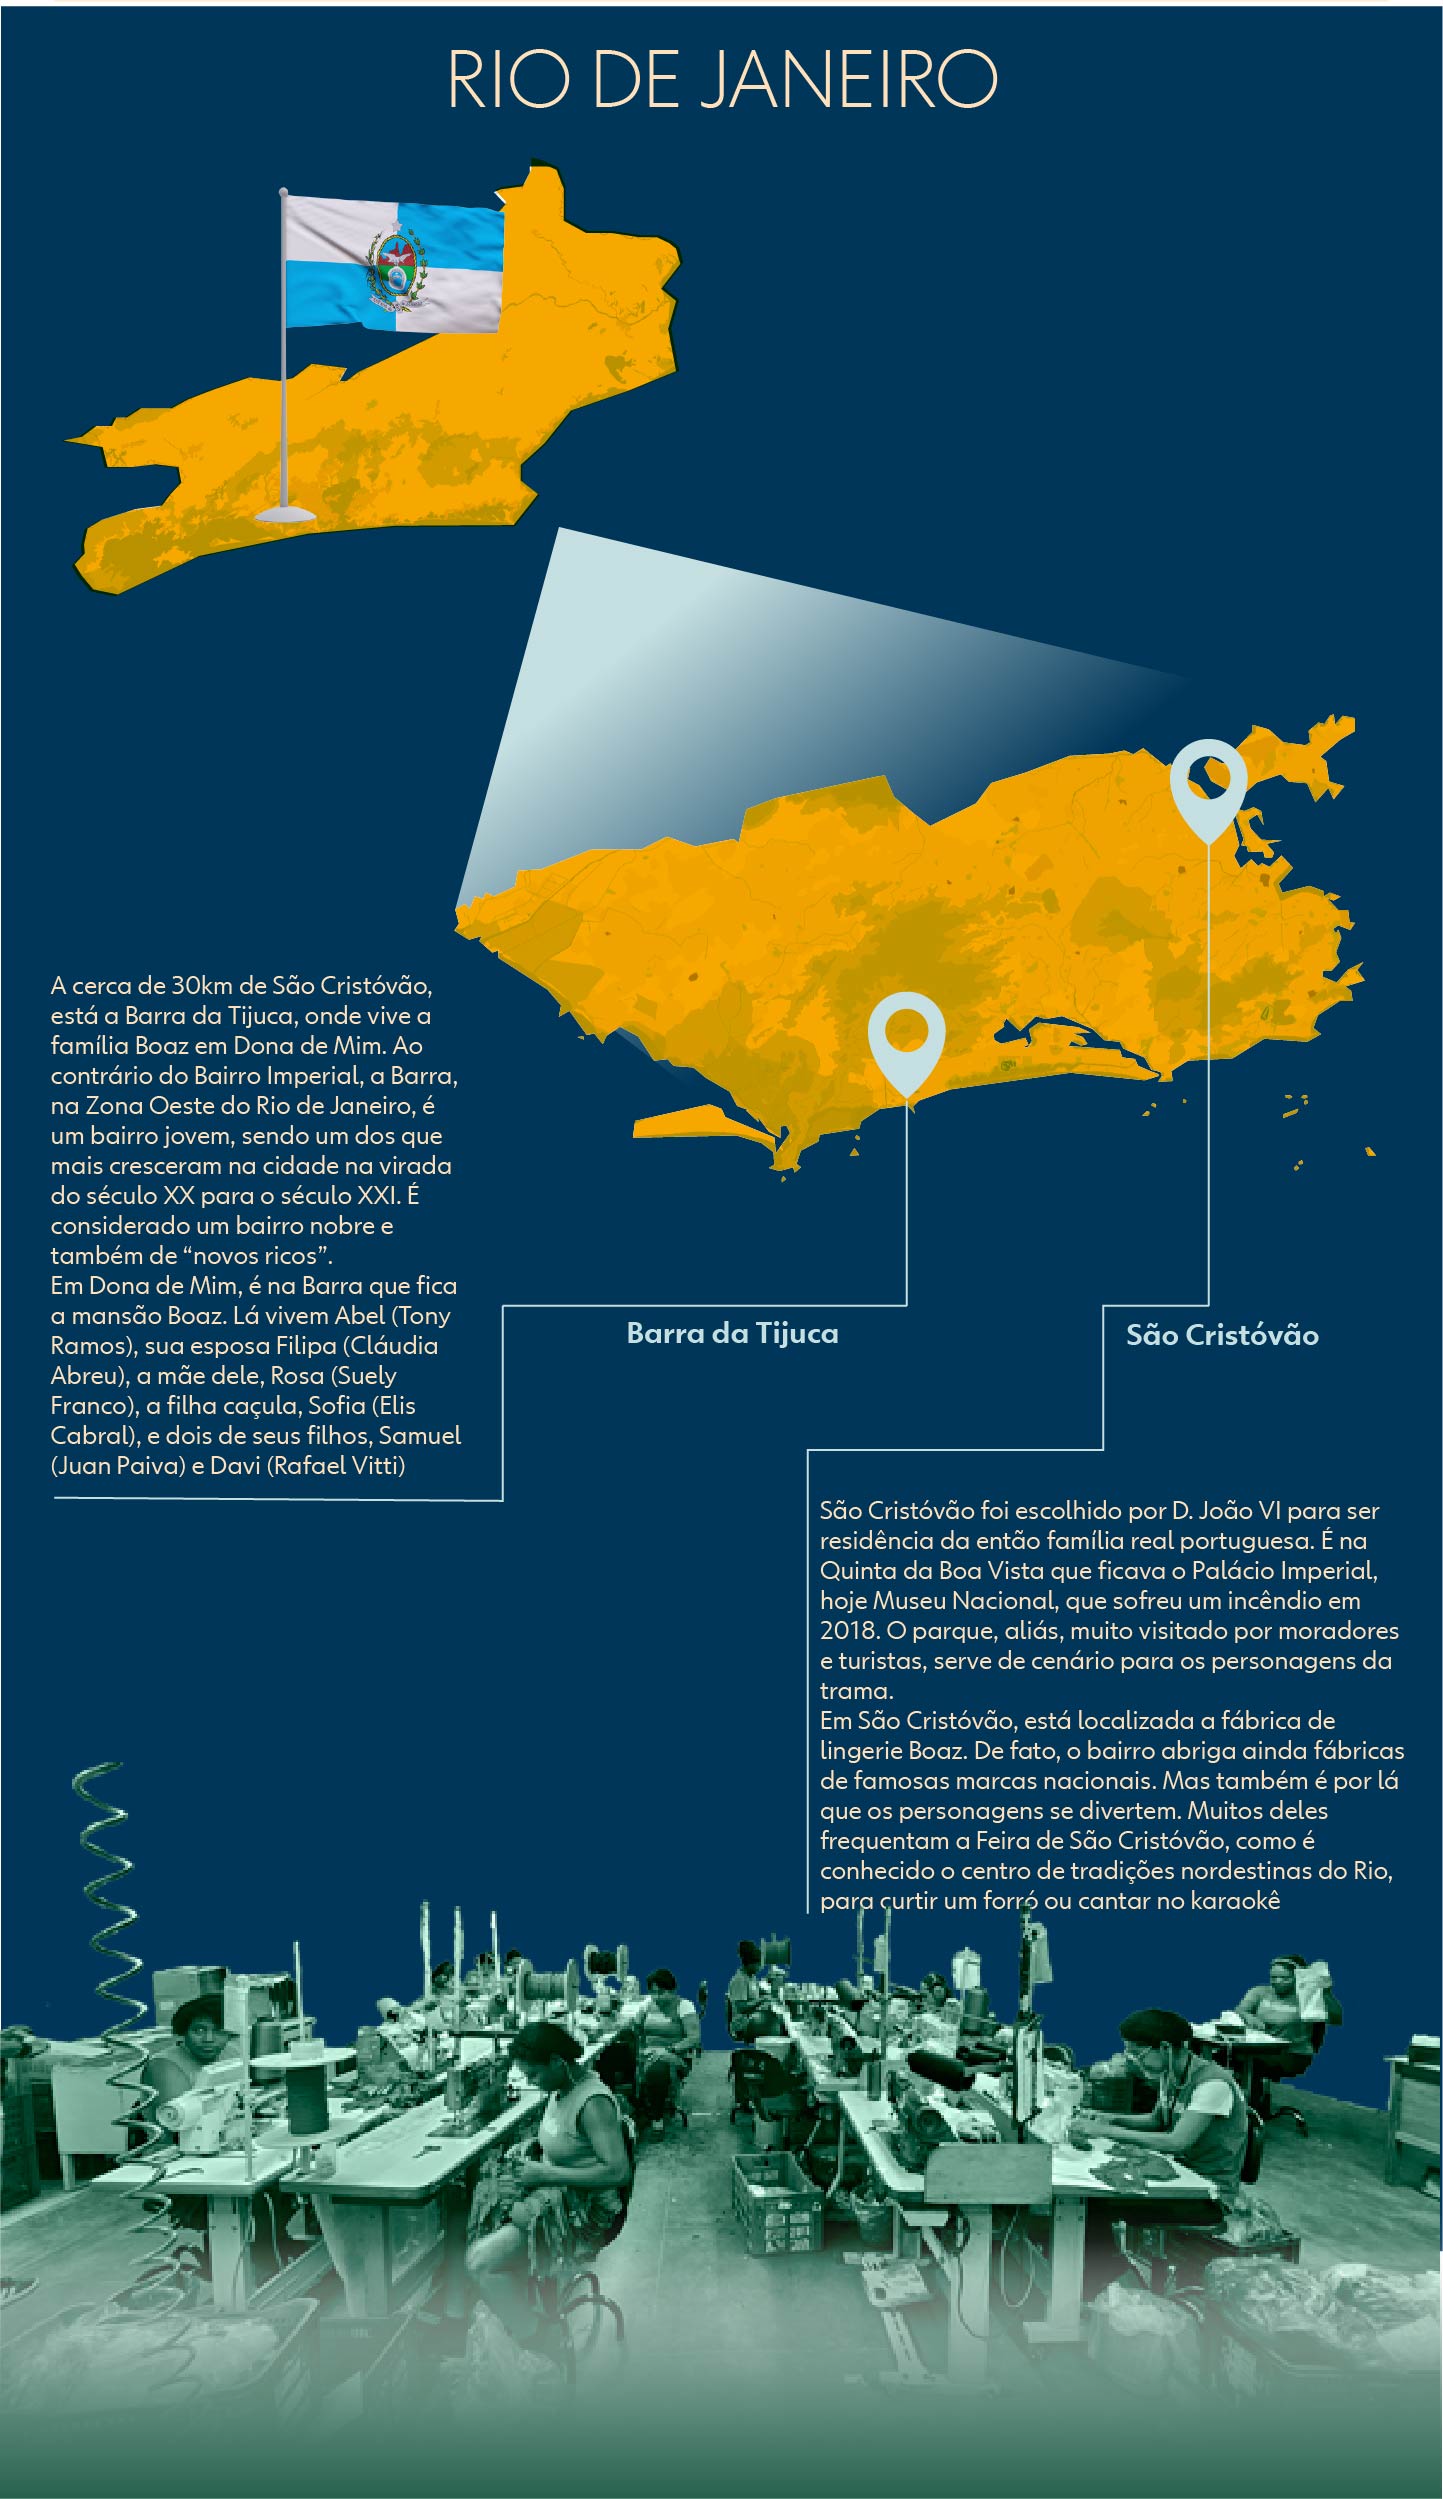 RIO DE JANEIRO
A cerca de 30km de São Cristóvão,
está a Barra da Tijuca, onde vive a
família Boaz em Dona de Mim. Ao
contrário do Bairro Imperial, a Barra,
na Zona Oeste do Rio de Janeiro, é
um bairro jovem, sendo um dos que
mais cresceram na cidade na virada
do século XX para o século XXI. É
considerado um bairro nobre e
também de “novos ricos”.
Em Dona de Mim, é na Barra que fica
a mansão Boaz. Lá vivem Abel (Tony
Ramos), sua esposa Filipa (Cláudia
Abreu), a mãe dele, Rosa (Suely
Franco), a filha caçula, Sofia (Elis
Cabral), e dois de seus filhos, Samuel
(Juan Paiva) e Davi (Rafael Vitti)
Barra da Tijuca
São Cristóvão
São Cristóvão foi escolhido por D. João VI para ser
residência da então família real portuguesa. É na
Quinta da Boa Vista que ficava o Palácio Imperial,
hoje Museu Nacional, que sofreu um incêndio em
2018. O parque, aliás, muito visitado por moradores
e turistas, serve de cenário para os personagens da
trama.
Em São Cristóvão, está localizada a fábrica de
lingerie Boaz. De fato, o bairro abriga ainda fábricas
de famosas marcas nacionais. Mas também é por lá
que os personagens se divertem. Muitos deles
frequentam a Feira de São Cristóvão, como é
conhecido o centro de tradições nordestinas do Rio,
para curtir um forró ou cantar no karaokê